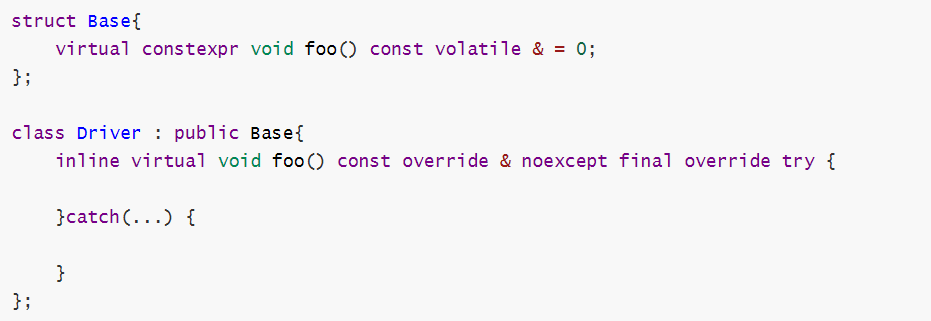 struct Base{
    virtual constexpr void foo() const volatile & = 0;
};

class Driver : public Base{
    inline virtual void foo() const override & noexcept final override try {

    }catch(...) {

    }
};